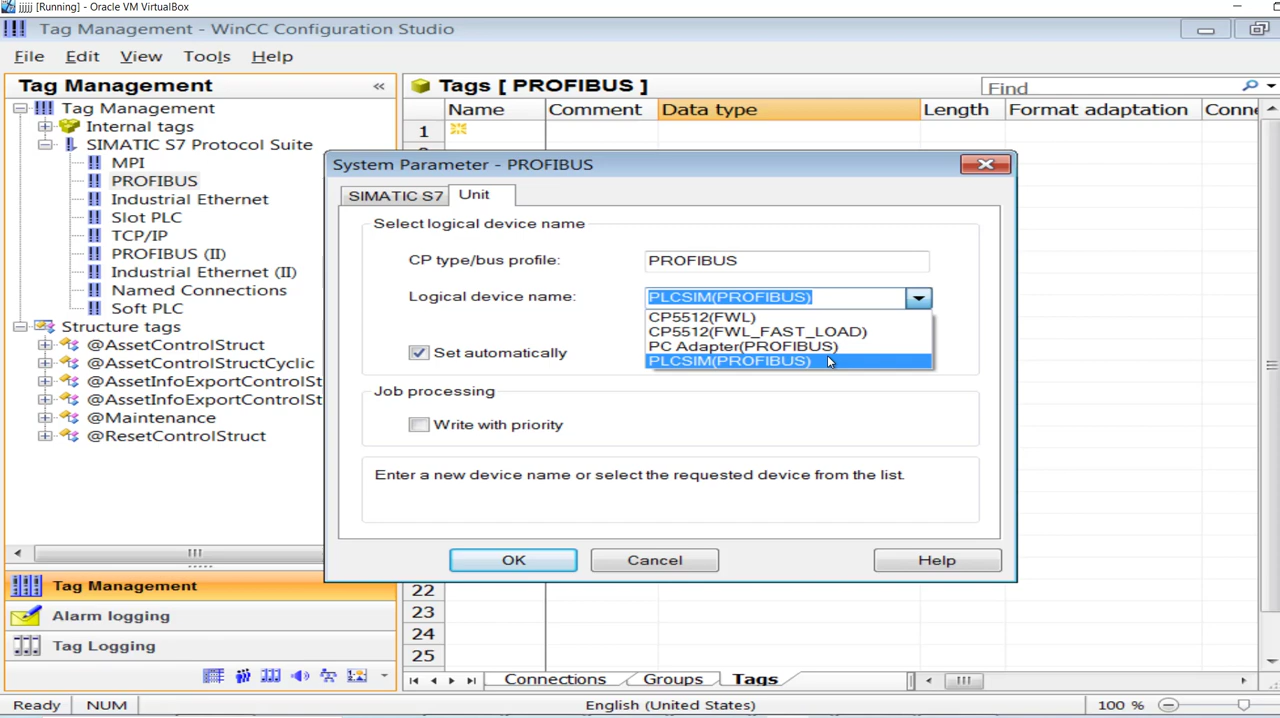 jjjjj [Running] - Oracle VM VirtualBox
Tag Management - WinCC Configuration Studio
File Edit View Tools Help
Tag Management «
Tag Management
Internal tags
SIMATIC S7 Protocol Suite
MPI
PROFIBUS
Industrial Ethernet
Slot PLC
TCP/IP
PROFIBUS (II)
Industrial Ethernet (II)
Named Connections
Soft PLC
Structure tags
@AssetControlStruct
@AssetControlStructCyclic
@AssetInfoExportControlSt
@AssetInfoExportControlSt
@Maintenance
@ResetControlStruct
Tag Management
Alarm logging
Tag Logging
Tags [ PROFIBUS ]
Find
Name Comment Data type Length Format adaptation Conne
1
System Parameter - PROFIBUS
SIMATIC S7 Unit
Select logical device name
CP type/bus profile: PROFIBUS
Logical device name: PLCSIM(PROFIBUS)
CP5512(FWL)
CP5512(FWL_FAST_LOAD)
PC Adapter(PROFIBUS)
PLCSIM(PROFIBUS)
Set automatically
Job processing
Write with priority
Enter a new device name or select the requested device from the list.
OK Cancel Help
22
23
24
25
Connections Groups Tags
Ready NUM English (United States) 100 %